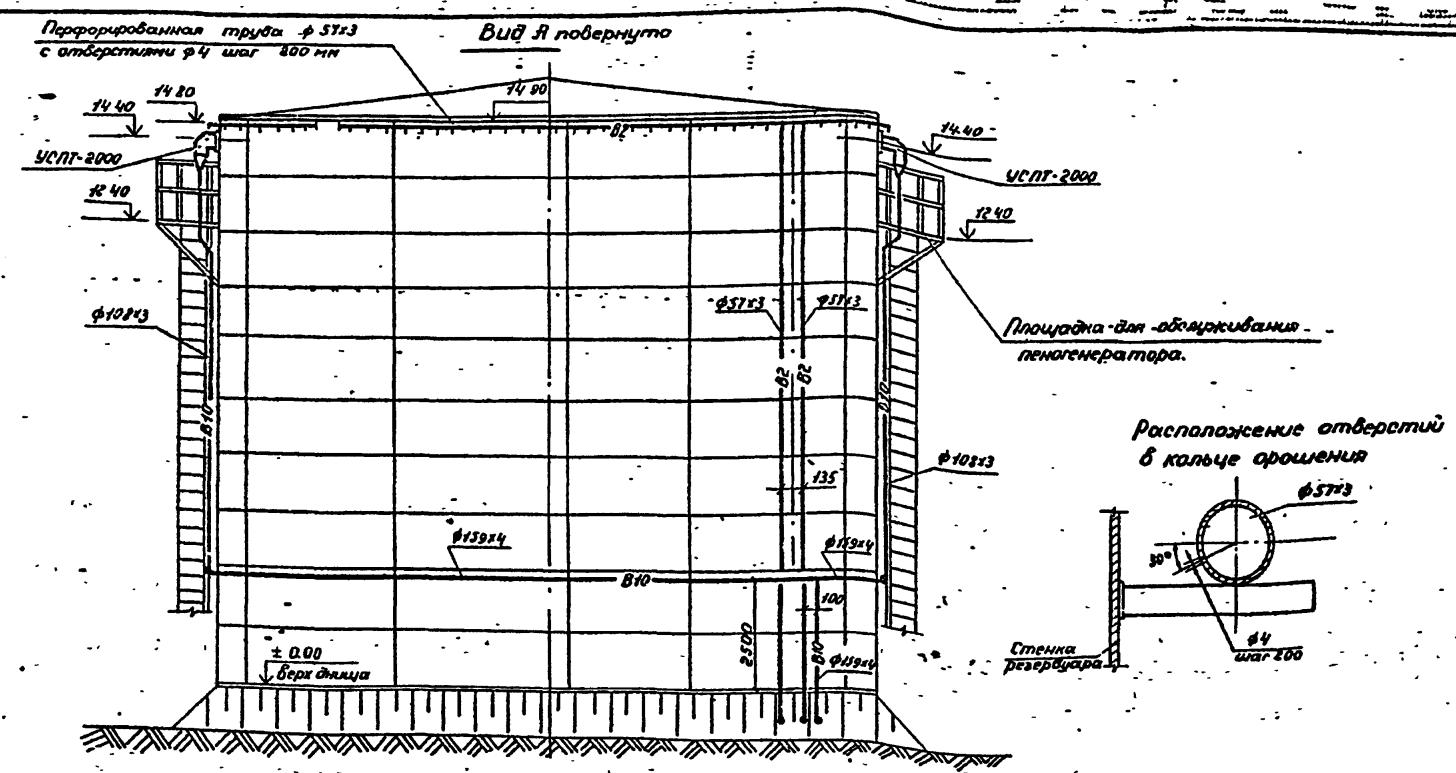 Перфорированная труба ф 57х3
с отверстиями ф4 шаг 200 мм
Вид А повернуто
14 40
14 80
14 90
В2
14.40
УСПТ-2000
УСПТ-2000
12 40
12 40
ф108х3
ф57х3
ф57х3
Площадка для обслуживания
пеногенератора.
В2
В2
В10
В10
Расположение отверстий
в кольце орошения
135
ф108х3
ф57х3
ф159х4
ф159х4
30°
В10
100
2500
В10
ф159х4
± 0.00
Верх днища
Стенка
резервуара
ф4
шаг 200